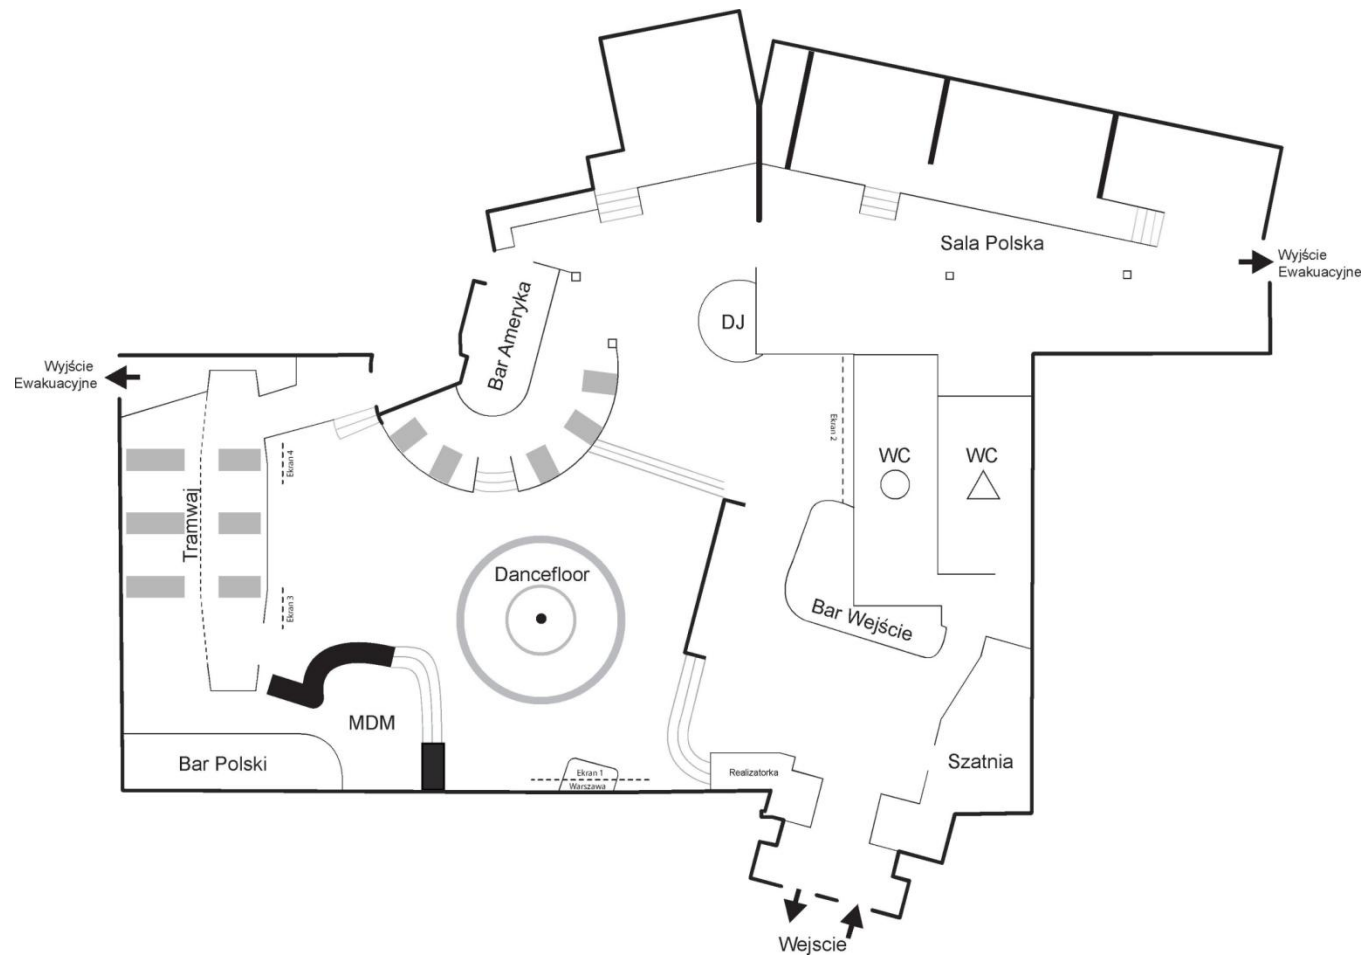 Sala Polska
Wyjście
Ewakuacyjne
Bar Ameryka
DJ
Wyjście
Ewakuacyjne
Ekran 2
Ekran 4
WC
WC
Tramwaj
Dancefloor
Ekran 3
Bar Wejście
MDM
Bar Polski
Ekran 1
Warszawa
Realizatorka
Szatnia
Wejscie